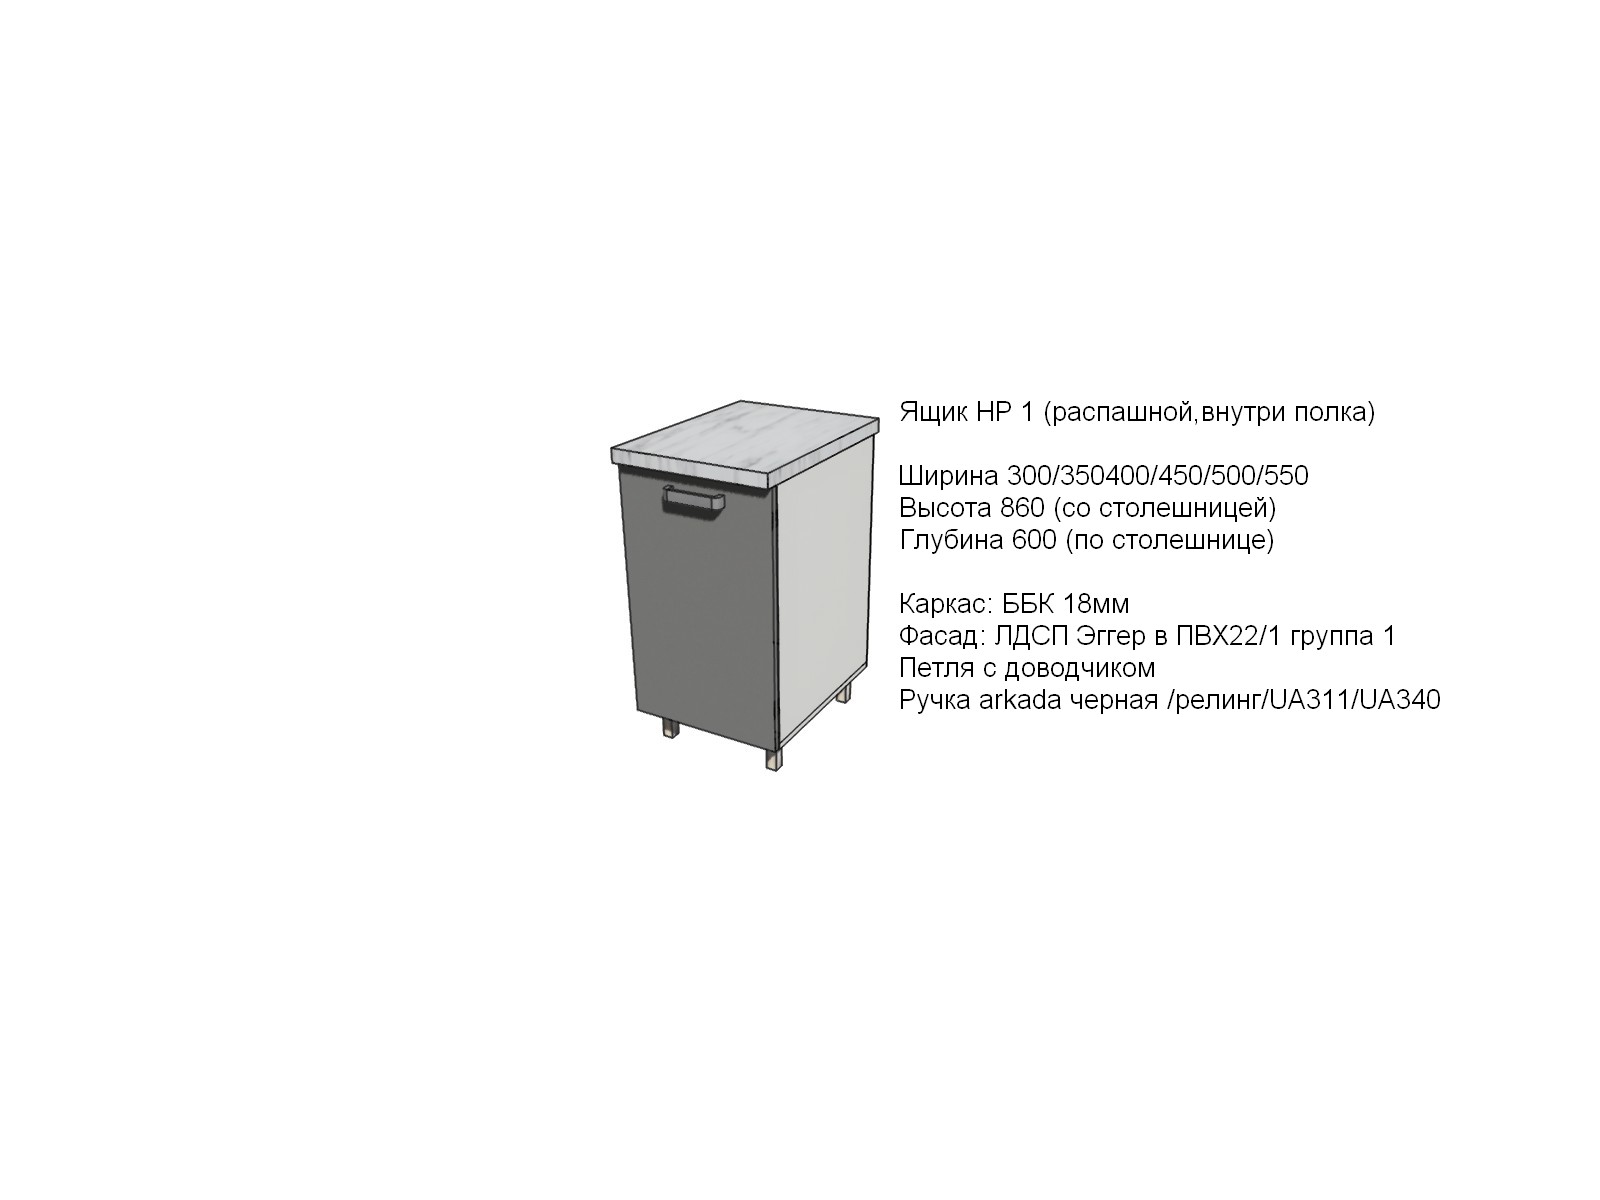 Ящик НР 1 (распашной,внутри полка)
Ширина 300/350400/450/500/550
Высота 860 (со столешницей)
Глубина 600 (по столешнице)
Каркас: ББК 18мм
Фасад: ЛДСП Эггер в ПВХ22/1 группа 1
Петля с доводчиком
Ручка arkada черная /релинг/UA311/UA340